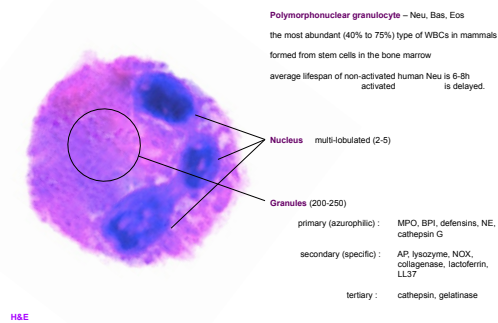 Polymorphonuclear granulocyte – Neu, Bas, Eos
the most abudant (40% to 75%) type of WBCs in mammals
formed from stem cells in the bone marrow
average lifespan of non-activated human Neu is 6-8h
activated is delayed.
Nucleus multi-lobulated (2-5)
Granules (200-250)
primary (azurophilic) : MPO, BPI, defensins, NE,
cathepsin G
secondary (specific) : AP, lysozyme, NOX,
collagenase, lactoferrin,
LL37
tertiary : cathepsin, gelatinase
H&E